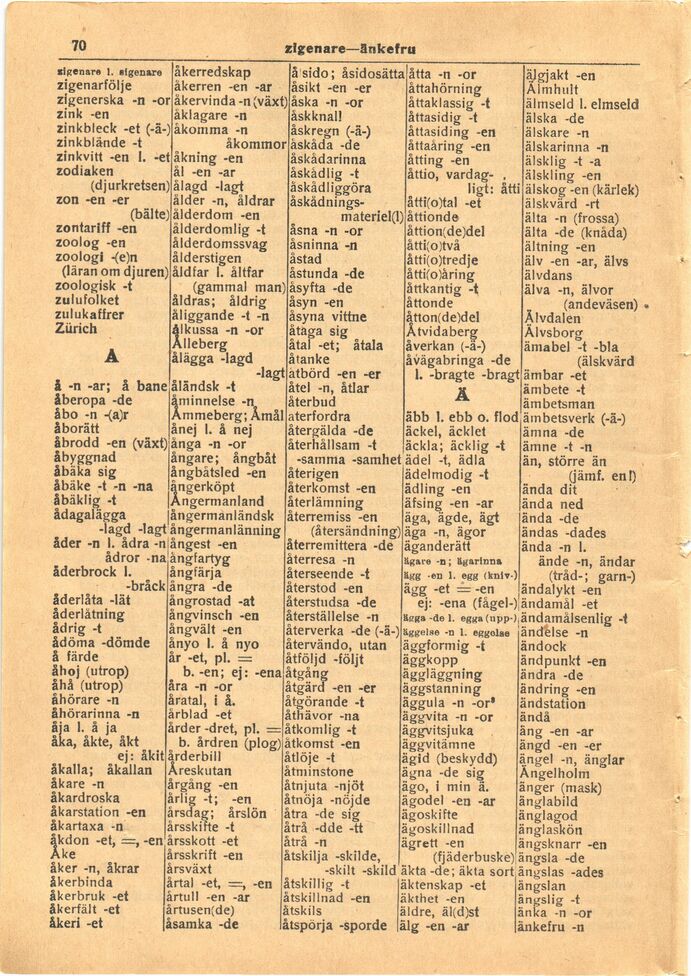 70
zigenare—änkefru
zigenare l. sigenare
zigenarfölje
zigenerska -n -or
zink -en
zinkbleck -et (-ä-)
zinkblände -t
zinkvitt -en l. -et
zodiaken
(djurkretsen)
zon -en -er
(bälte)
zontariff -en
zoolog -en
zoologi -(e)n
(läran om djuren)
zoologisk -t
zulufolket
zulukaffrer
Zürich
Å
å -n -ar; å bane
åberopa -de
åbo -n -(a)r
åborätt
åbrodd -en (växt)
åbyggnad
åbäka sig
åbäke -t -n -na
åbäklig -t
ådagalägga
-lagd -lagt
åder -n l. ådra -n
ådror -na
åderbrock l.
-bråck
åderlåta -lät
åderlåtning
ådrig -t
ådöma -dömde
å färde
åhoj (utrop)
åhå (utrop)
åhörare -n
åhörarinna -n
åja l. å ja
åka, åkte, åkt
ej: åkit
åkalla; åkallan
åkare -n
åkardroska
åkarstation -en
åkartaxa -n
åkdon -et, =, -en
Åke
åker -n, åkrar
åkerbinda
åkerbruk -et
åkerfält -et
åkeri -et
åkerredskap
åkerren -en -ar
åkervinda -n (växt)
åklagare -n
åkomma -n
åkommor
åkning -en
ål -en -ar
ålagd -lagt
ålder -n, åldrar
ålderdom -en
ålderdomlig -t
ålderdomssvag
ålderstigen
åldfar l. åltfar
(gammal man)
åldras; åldrig
åliggande -t -n
ålkussa -n -or
Ålleberg
ålägga -lagd
-lagt
åländsk -t
åminnelse -n
Åmmeberg; Åmål
ånej l. å nej
ånga -n -or
ångare; ångbåt
ångbåtsled -en
ångerköpt
Ångermanland
ångermanländsk
ångermanlänning
ångest -en
ångfartyg
ångfärja
ångra -de
ångrostad -at
ångvinsch -en
ångvält -en
ånyo l. å nyo
år -et, pl. =
b. -en; ej: -ena
åra -n -or
åratal, i å.
årblad -et
årder -dret, pl. =
b. årdren (plog)
årderbill
Åreskutan
årgång -en
årlig -t; -en
årsdag; årslön
årsskifte -t
årsskott -et
årsskrift -en
årsväxt
årtal -et, =, -en
årtull -en -ar
årtusen(de)
åsamka -de
å sido; åsidosätta
åsikt -en -er
åska -n -or
åskknall
åskregn (-ä-)
åskåda -de
åskådarinna
åskådlig -t
åskådliggöra
åskådnings-
materiel(l)
åsna -n -or
åsninna -n
åstad
åstunda -de
åsyfta -de
åsyn -en
åsyna vittne
åtaga sig
åtal -et; åtala
åtanke
åtbörd -en -er
åtel -n, åtlar
återbud
återfordra
återgälda -de
återhållsam -t
-samma -samhet
återigen
återkomst -en
återlämning
återremiss -en
(återsändning)
återremittera -de
återresa -n
återseende -t
återstod -en
återstudsa -de
återställelse -n
återverka -de (-ä-)
återvändo, utan
åtföljd -följt
åtgång
åtgärd -en -er
åtgörande -t
åthävor -na
åtkomlig -t
åtkomst -en
åtlöje -t
åtminstone
åtnjuta -njöt
åtnöja -nöjde
åtra -de sig
åtrå -dde -tt
åtrå -n
åtskilja -skilde,
-skilt -skild
åtskillig -t
åtskillnad -en
åtskils
åtspörja -sporde
åtta -n -or
åttahörning
åttaklassig -t
åttasidig -t
åttasiding -en
åttaåring -en
åtting -en
åttio, vardag-
ligt: åtti
åtti(o)tal -et
åttionde
åttion(de)del
åtti(o)två
åtti(o)tredje
åtti(o)åring
åttkantig -t
åttonde
åtton(de)del
Åtvidaberg
åverkan (-ä-)
åvägabringa -de
l. -bragte -bragt
Ä
äbb l. ebb o. flod
äckel, äcklet
äckla; äcklig -t
ädel -t, ädla
ädelmodig -t
ädling -en
äfsing -en -ar
äga, ägde, ägt
äga -n, ägor
äganderätt
ägare -n; ägarinna
ägg -en l. egg (kniv-)
ägg -et = -en
ej: -ena (fågel-)
ägga -de l. egga (upp-)
äggelse -n l. eggelse
äggformig -t
äggkopp
äggläggning
äggstanning
äggula -n -or
äggvita -n -or
äggvitsjuka
äggvitämne
ägid (beskydd)
ägna -de sig
ägo, i min ä.
ägodel -en -ar
ägoskifte
ägoskillnad
ägrett -en
(fjäderbuske)
äkta -de; äkta sort
äktenskap -et
äkthet -en
äldre, äl(d)st
älg -en -ar
älgjakt -en
Älmhult
älmseld l. elmseld
älska -de
älskare -n
älskarinna -n
älsklig -t -a
älskling -en
älskog -en (kärlek)
älskvärd -rt
älta -n (frossa)
älta -de (knåda)
ältning -en
älv -en -ar, älvs
älvdans
älva -n, älvor
(andeväsen)
Älvdalen
Älvsborg
ämabel -t -bla
(älskvärd
ämbar -et
ämbete -t
ämbetsman
ämbetsverk (-ä-)
ämna -de
ämne -t -n
än, större än
(jämf. en!)
ända dit
ända ned
ända -de
ändas -dades
ända -n l.
ände -n, ändar
(tråd-; garn-)
ändalykt -en
ändamål -et
ändamålsenlig -t
ändelse -n
ändock
ändpunkt -en
ändra -de
ändring -en
ändstation
ändå
äng -en -ar
ängd -en -er
ängel -n, änglar
Ängelholm
änger (mask)
änglabild
änglagod
änglaskön
ängsknarr -en
ängsla -de
ängslas -ades
ängslan
ängslig -t
änka -n -or
änkefru -n